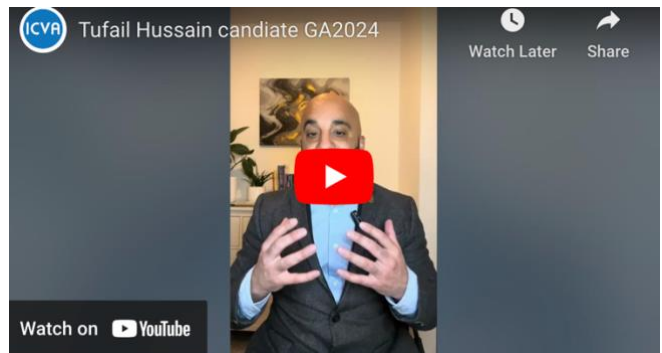 ICVA
Tufail Hussain candiate GA2024
Watch Later
Share
Watch on YouTube